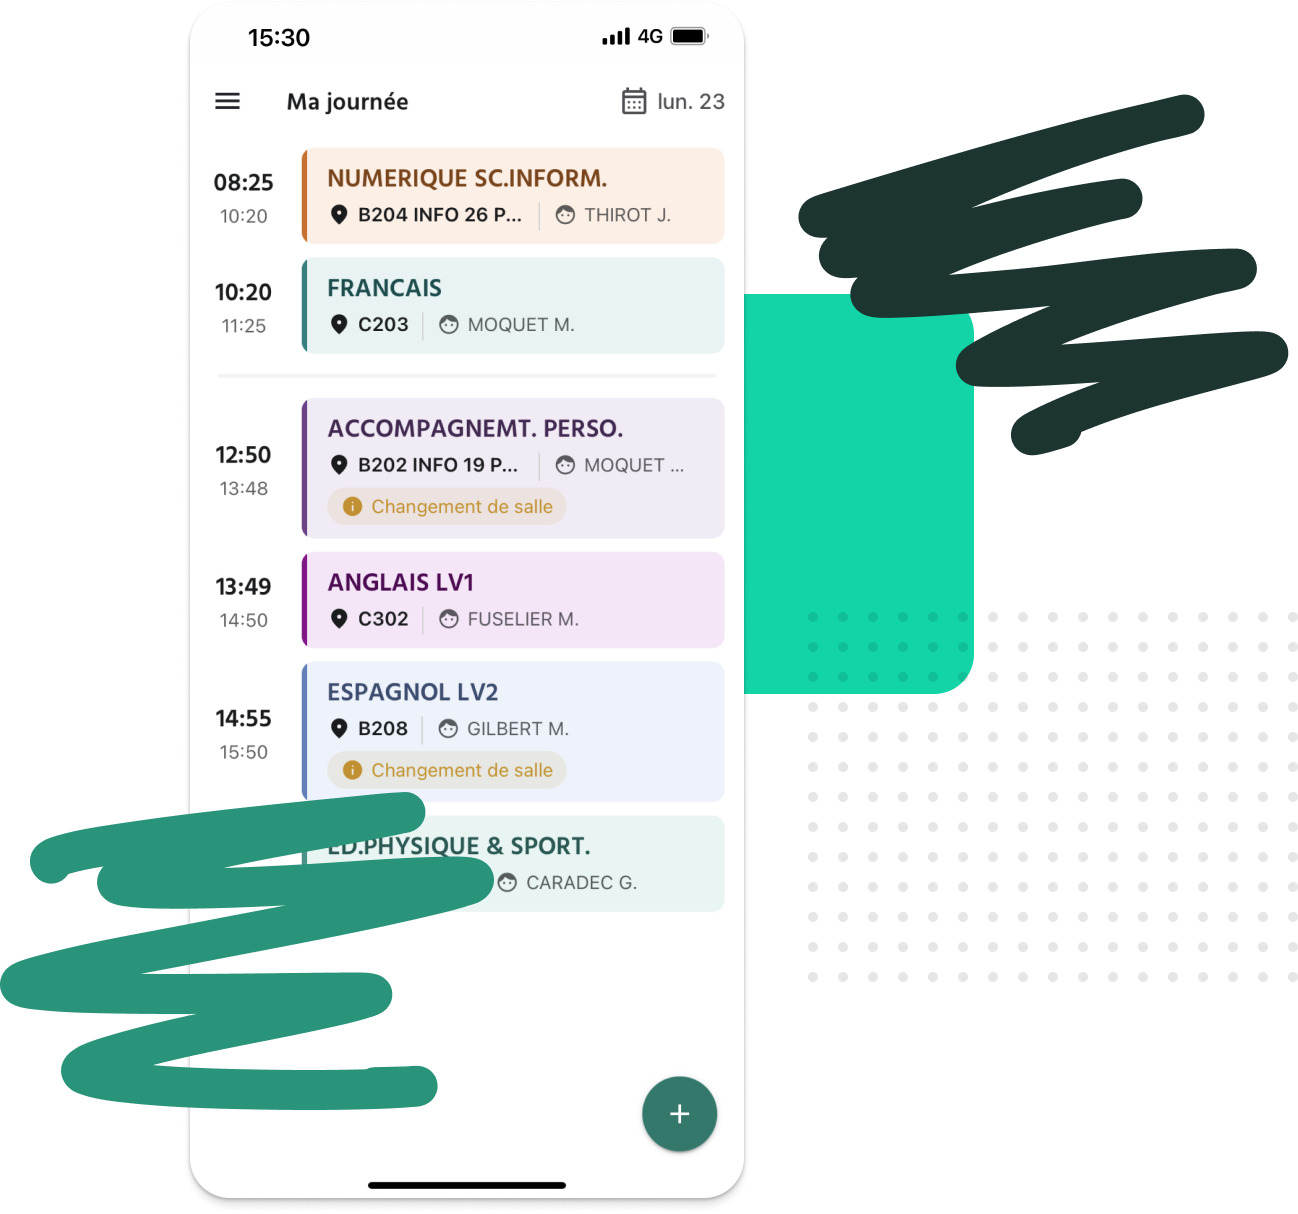 15:30 4G
Ma journée lun. 23
08:25
10:20
NUMERIQUE SC.INFORM.
B204 INFO 26 P... THIROT J.
10:20
11:25
FRANCAIS
C203 MOQUET M.
12:50
13:48
ACCOMPAGNEMT. PERSO.
B202 INFO 19 P... MOQUET ...
Changement de salle
13:49
14:50
ANGLAIS LV1
C302 FUSELIER M.
14:55
15:50
ESPAGNOL LV2
B208 GILBERT M.
Changement de salle
ED.PHYSIQUE & SPORT.
CARADEC G.